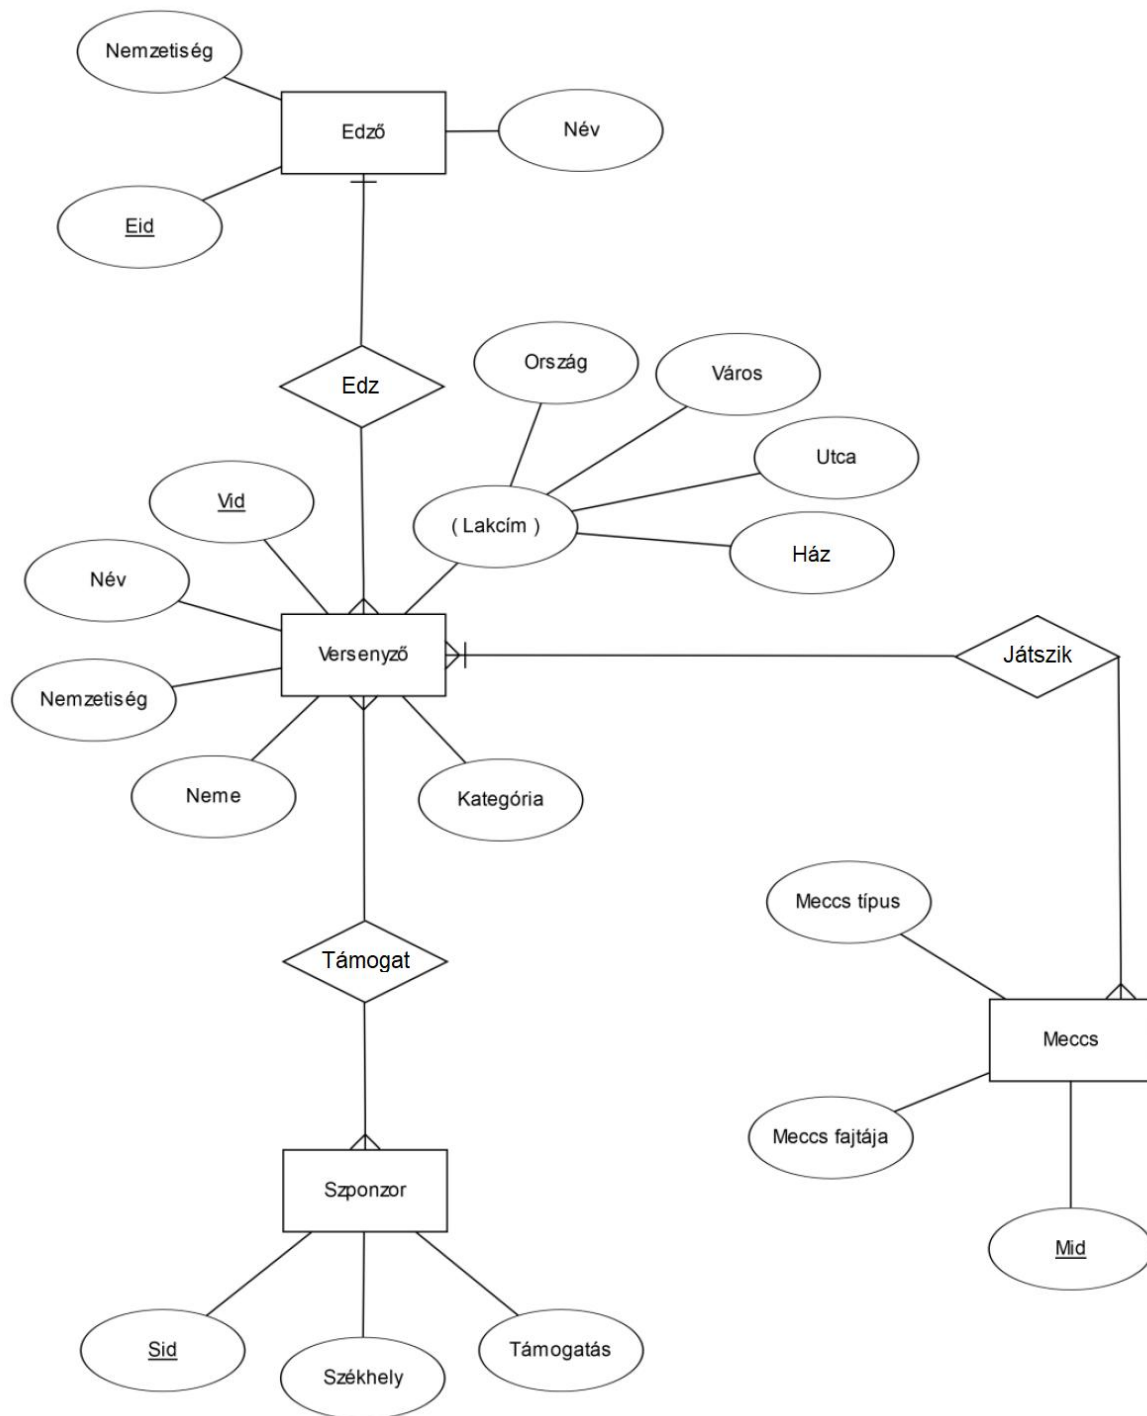 Nemzetiség
Edző
Név
Eid
Edz
Ország
Város
Utca
Vid
( Lakcím )
Ház
Név
Versenyző
Játszik
Nemzetiség
Neme
Kategória
Meccs típus
Támogat
Meccs
Meccs fajtája
Szponzor
Mid
Sid
Székhely
Támogatás